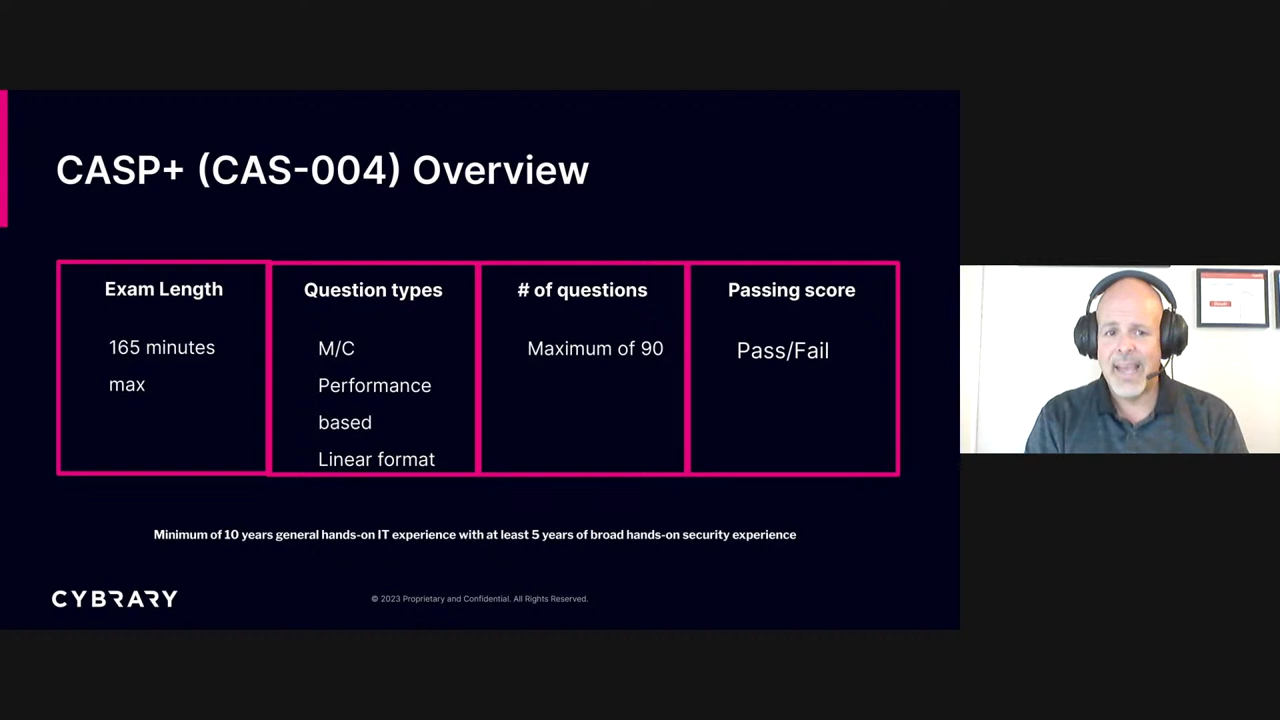 CASP+ (CAS-004) Overview
Exam Length
165 minutes
max
Question types
M/C
Performance
based
Linear format
# of questions
Maximum of 90
Passing score
Pass/Fail
Minimum of 10 years general hands-on IT experience with at least 5 years of broad hands-on security experience
CYBRARY
© 2023 Proprietary and Confidential. All Rights Reserved.